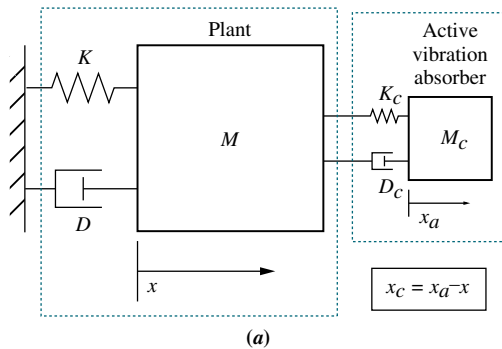 Plant
Active
vibration
absorber
K
K_c
M
M_c
D_c
D
x_a
x
x_c = x_a–x
(a)